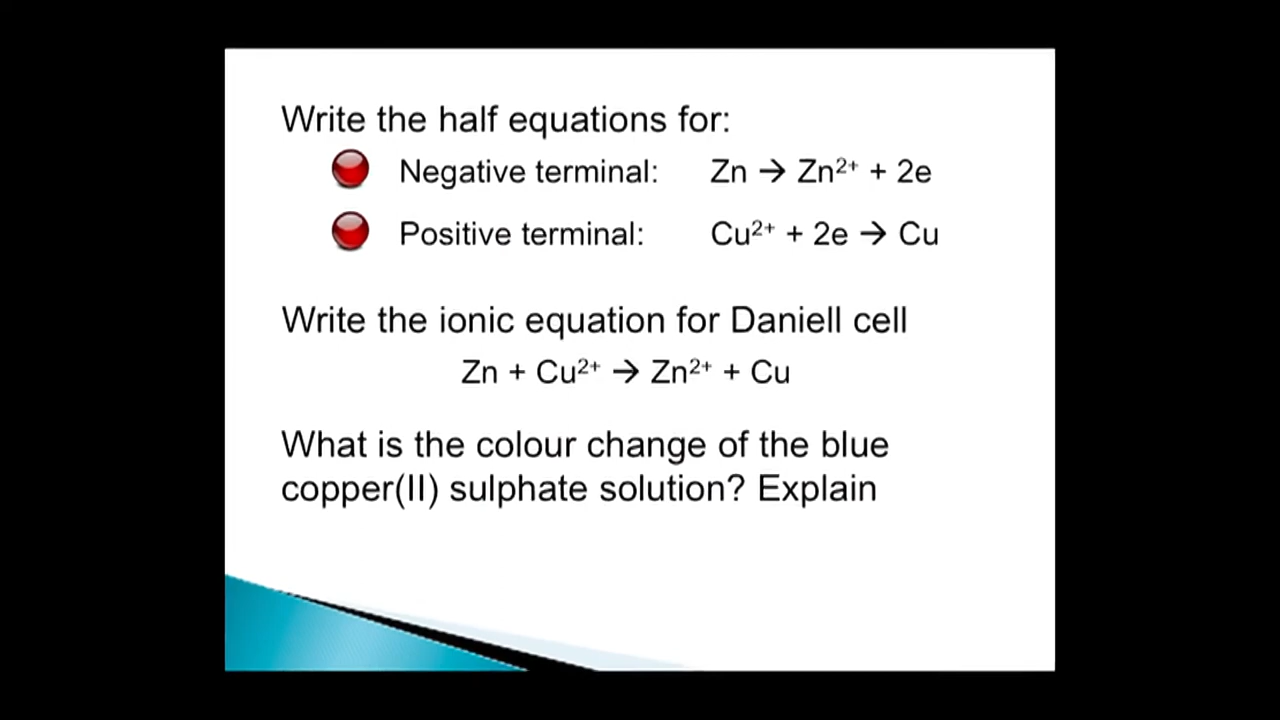 Write the half equations for:
Negative terminal: Zn → Zn²⁺ + 2e
Positive terminal: Cu²⁺ + 2e → Cu
Write the ionic equation for Daniell cell
Zn + Cu²⁺ → Zn²⁺ + Cu
What is the colour change of the blue
copper(II) sulphate solution? Explain